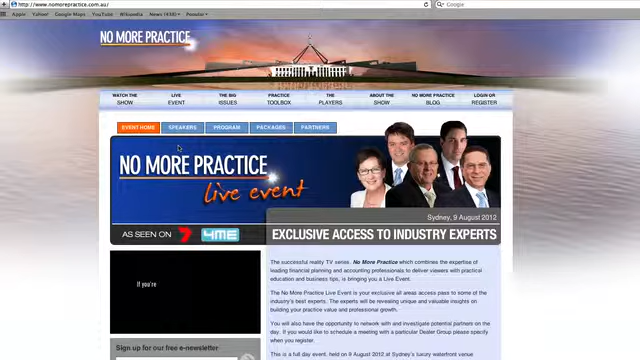 http://www.nomorepractice.com.au/
Google
Apple Yahoo! Google Maps YouTube Wikipedia News (438) Popular
NO MORE PRACTICE
WATCH THE SHOW
LIVE EVENT
THE BIG ISSUES
PRACTICE TOOLBOX
THE PLAYERS
ABOUT THE SHOW
NO MORE PRACTICE BLOG
LOGIN OR REGISTER
EVENT HOME SPEAKERS PROGRAM PACKAGES PARTNERS
NO MORE PRACTICE
live event
Sydney, 9 August 2012
AS SEEN ON 7 4ME
EXCLUSIVE ACCESS TO INDUSTRY EXPERTS
If you're
The successful reality TV series, No More Practice which combines the expertise of
leading financial planning and accounting professionals to deliver viewers with practical
education and business tips, is bringing you a Live Event.
The No More Practice Live Event is your exclusive all areas access pass to some of the
industry's best experts. The experts will be revealing unique and valuable insights on
building your practice value and professional growth.
You will also have the opportunity to network with and investigate potential partners on the
day. If you would like to schedule a meeting with a particular Dealer Group please specify
when you register.
This is a full day event, held on 9 August 2012 at Sydney's luxury waterfront venue
Sign up for our free e-newsletter